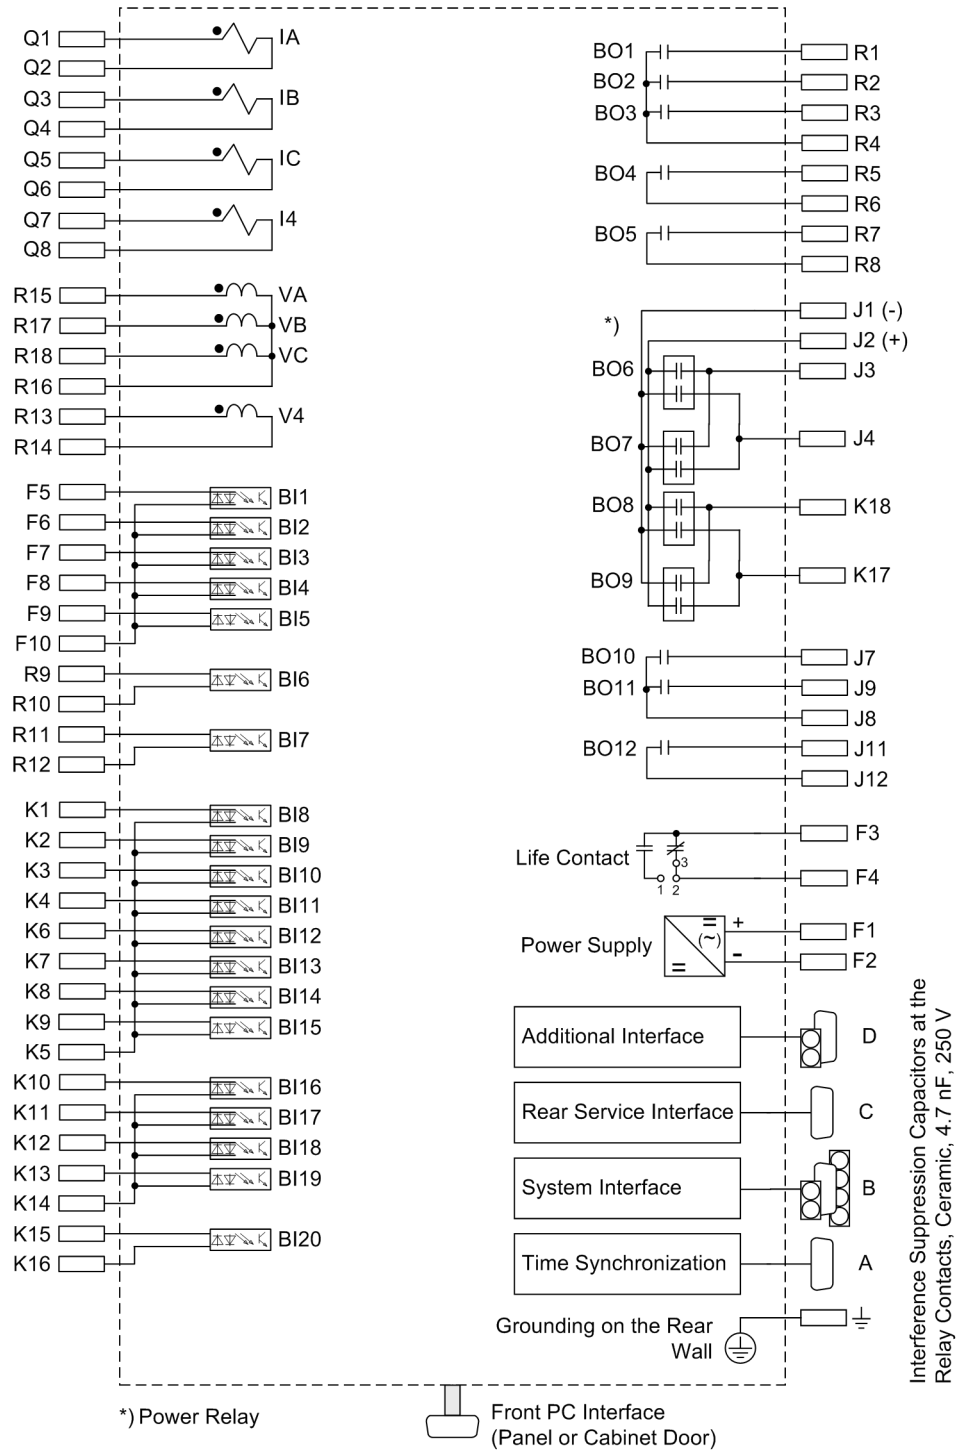 Q1 IA
Q2
Q3 IB
Q4
Q5 IC
Q6
Q7 I4
Q8
R15 VA
R17 VB
R18 VC
R16
R13 V4
R14
F5 BI1
F6 BI2
F7 BI3
F8 BI4
F9 BI5
F10
R9 BI6
R10
R11 BI7
R12
K1 BI8
K2 BI9
K3 BI10
K4 BI11
K6 BI12
K7 BI13
K8 BI14
K9 BI15
K5
K10 BI16
K11 BI17
K12 BI18
K13 BI19
K14
K15 BI20
K16
BO1 R1
BO2 R2
BO3 R3
R4
BO4 R5
R6
BO5 R7
R8
*) J1 (-)
J2 (+)
BO6 J3
BO7 J4
BO8 K18
BO9 K17
BO10 J7
BO11 J9
J8
BO12 J11
J12
F3
Life Contact 3
1 2 F4
Power Supply = (~) = + - F1
F2
Additional Interface D
Rear Service Interface C
System Interface B
Time Synchronization A
Grounding on the Rear
Wall
Interference Suppression Capacitors at the
Relay Contacts, Ceramic, 4.7 nF, 250 V
*) Power Relay
Front PC Interface
(Panel or Cabinet Door)